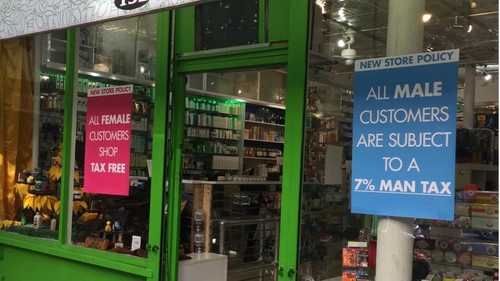 NEW STORE POLICY
ALL FEMALE
CUSTOMERS
SHOP
TAX FREE
NEW STORE POLICY
ALL MALE
CUSTOMERS
ARE SUBJECT
TO A
7% MAN TAX